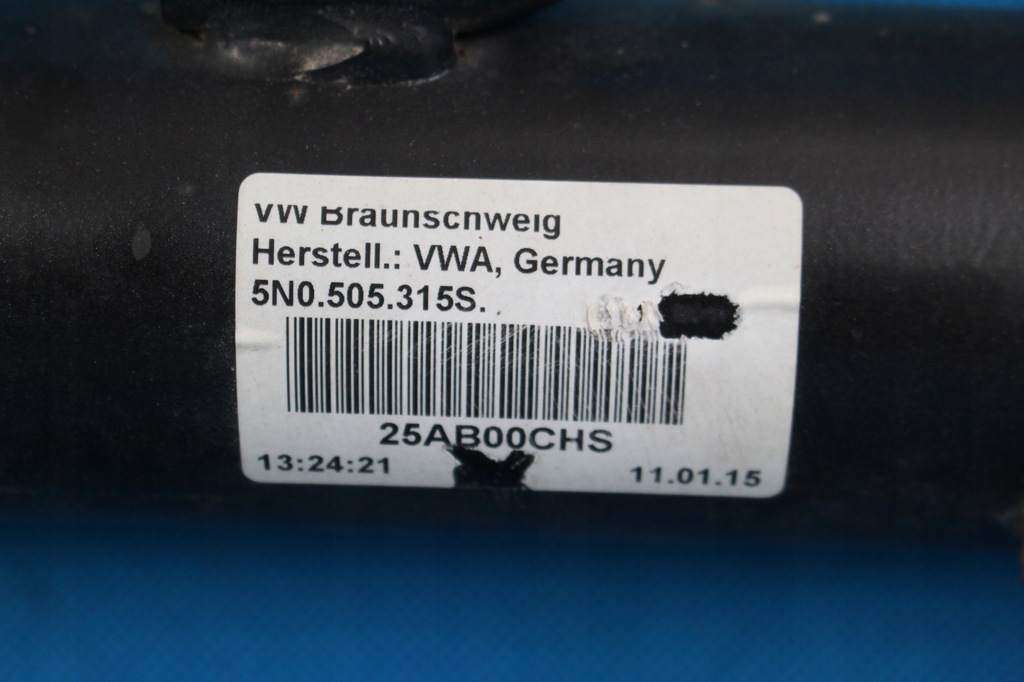 VW Braunschweig
Herstell.: VWA, Germany
5N0.505.315S.
25AB00CHS
13:24:21
11.01.15